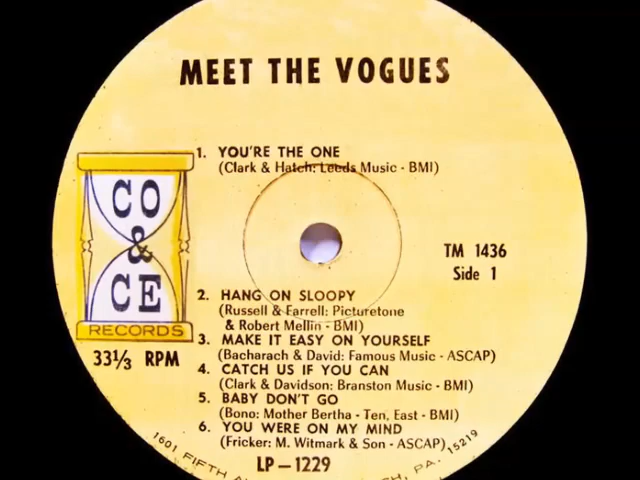 MEET THE VOGUES
1. YOU'RE THE ONE
(Clark & Hatch: Leeds Music - BMI)
CO
&
CE
RECORDS
33⅓ RPM
TM 1436
Side 1
2. HANG ON SLOOPY
(Russell & Farrell: Picturetone
& Robert Mellin - BMI)
3. MAKE IT EASY ON YOURSELF
(Bacharach & David: Famous Music - ASCAP)
4. CATCH US IF YOU CAN
(Clark & Davidson: Branston Music - BMI)
5. BABY DON'T GO
(Bono: Mother Bertha - Ten, East - BMI)
6. YOU WERE ON MY MIND
(Fricker: M. Witmark & Son - ASCAP)
LP-1229
1601 FIFTH PA. 15219